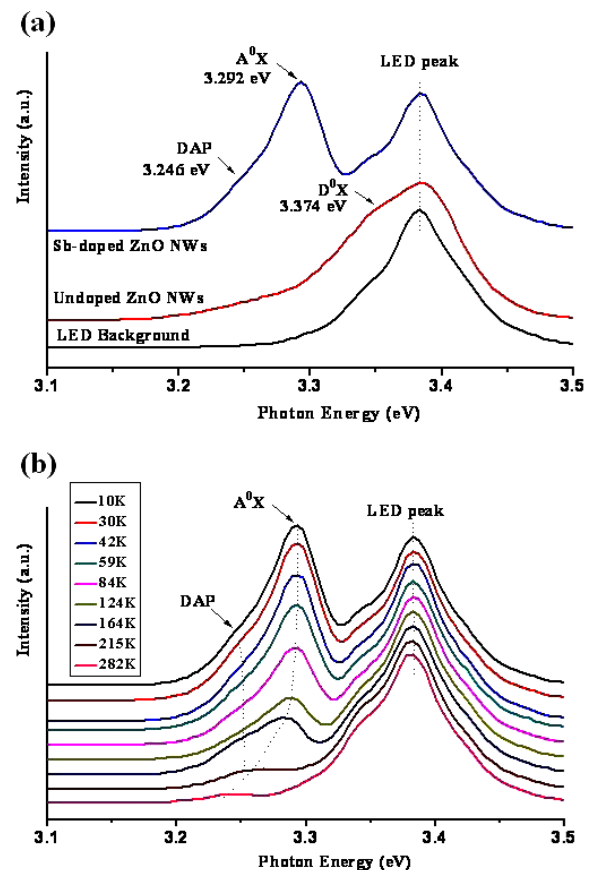 (a)
A⁰X
3.292 eV
LED peak
DAP
3.246 eV
D⁰X
3.374 eV
Sb-doped ZnO NWs
Undoped ZnO NWs
LED Background
Intensity (a.u.)
3.1 3.2 3.3 3.4 3.5
Photon Energy (eV)
(b)
10K
30K
42K
59K
84K
124K
164K
215K
282K
A⁰X
LED peak
DAP
Intensity (a.u.)
3.1 3.2 3.3 3.4 3.5
Photon Energy (eV)